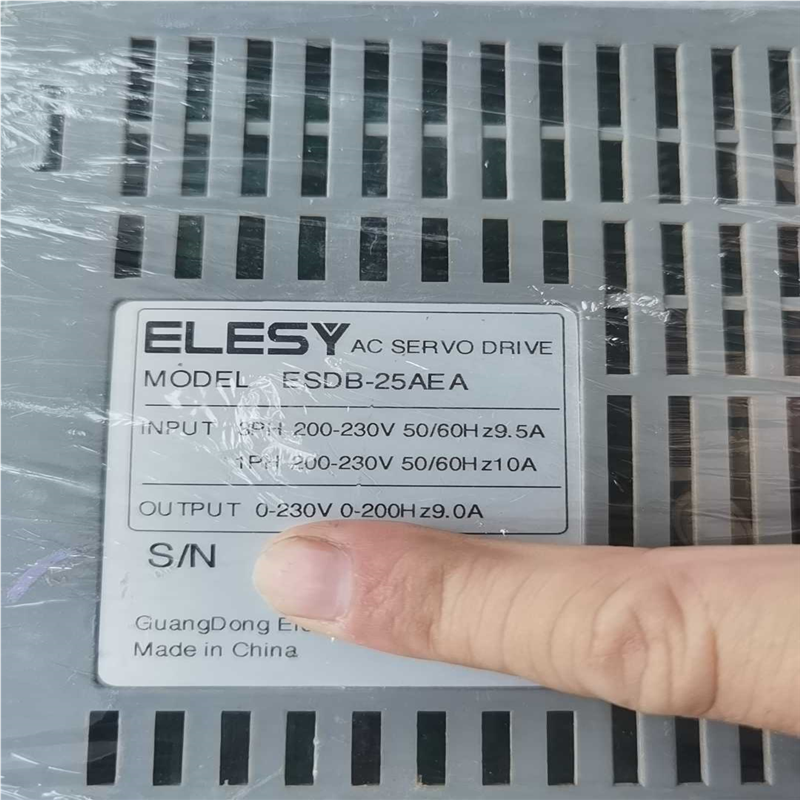 ELESY AC SERVO DRIVE
MODEL ESDB-25AEA
INPUT 3PH 200-230V 50/60Hz9.5A
1PH 200-230V 50/60Hz10A
OUTPUT 0-230V 0-200Hz9.0A
S/N
GuangDong
Made in China